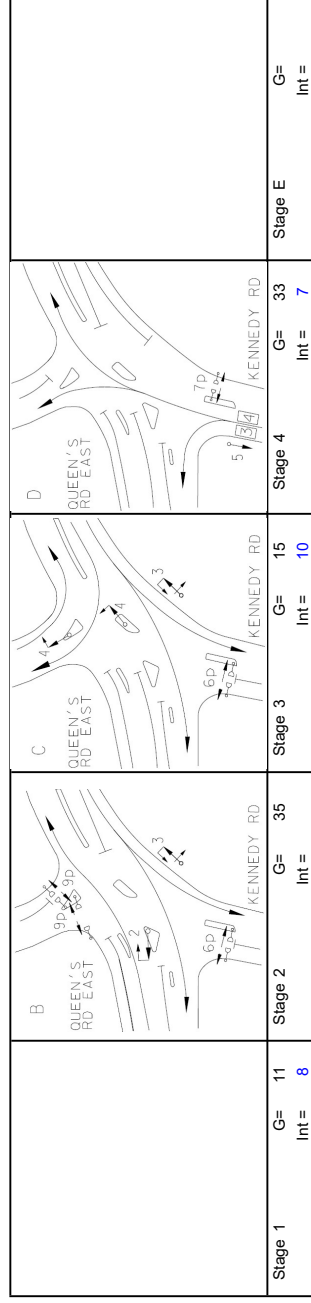 Stage 1
G= 11
Int = 8
B
QUEEN'S
RD EAST
9p
9p
2
3
6p
KENNEDY RD
Stage 2
G= 35
Int =
C
QUEEN'S
RD EAST
4
4
3
6p
KENNEDY RD
Stage 3
G= 15
Int = 10
D
QUEEN'S
RD EAST
7p
5
3 4
KENNEDY RD
Stage 4
G= 33
Int = 7
Stage E
G=
Int =